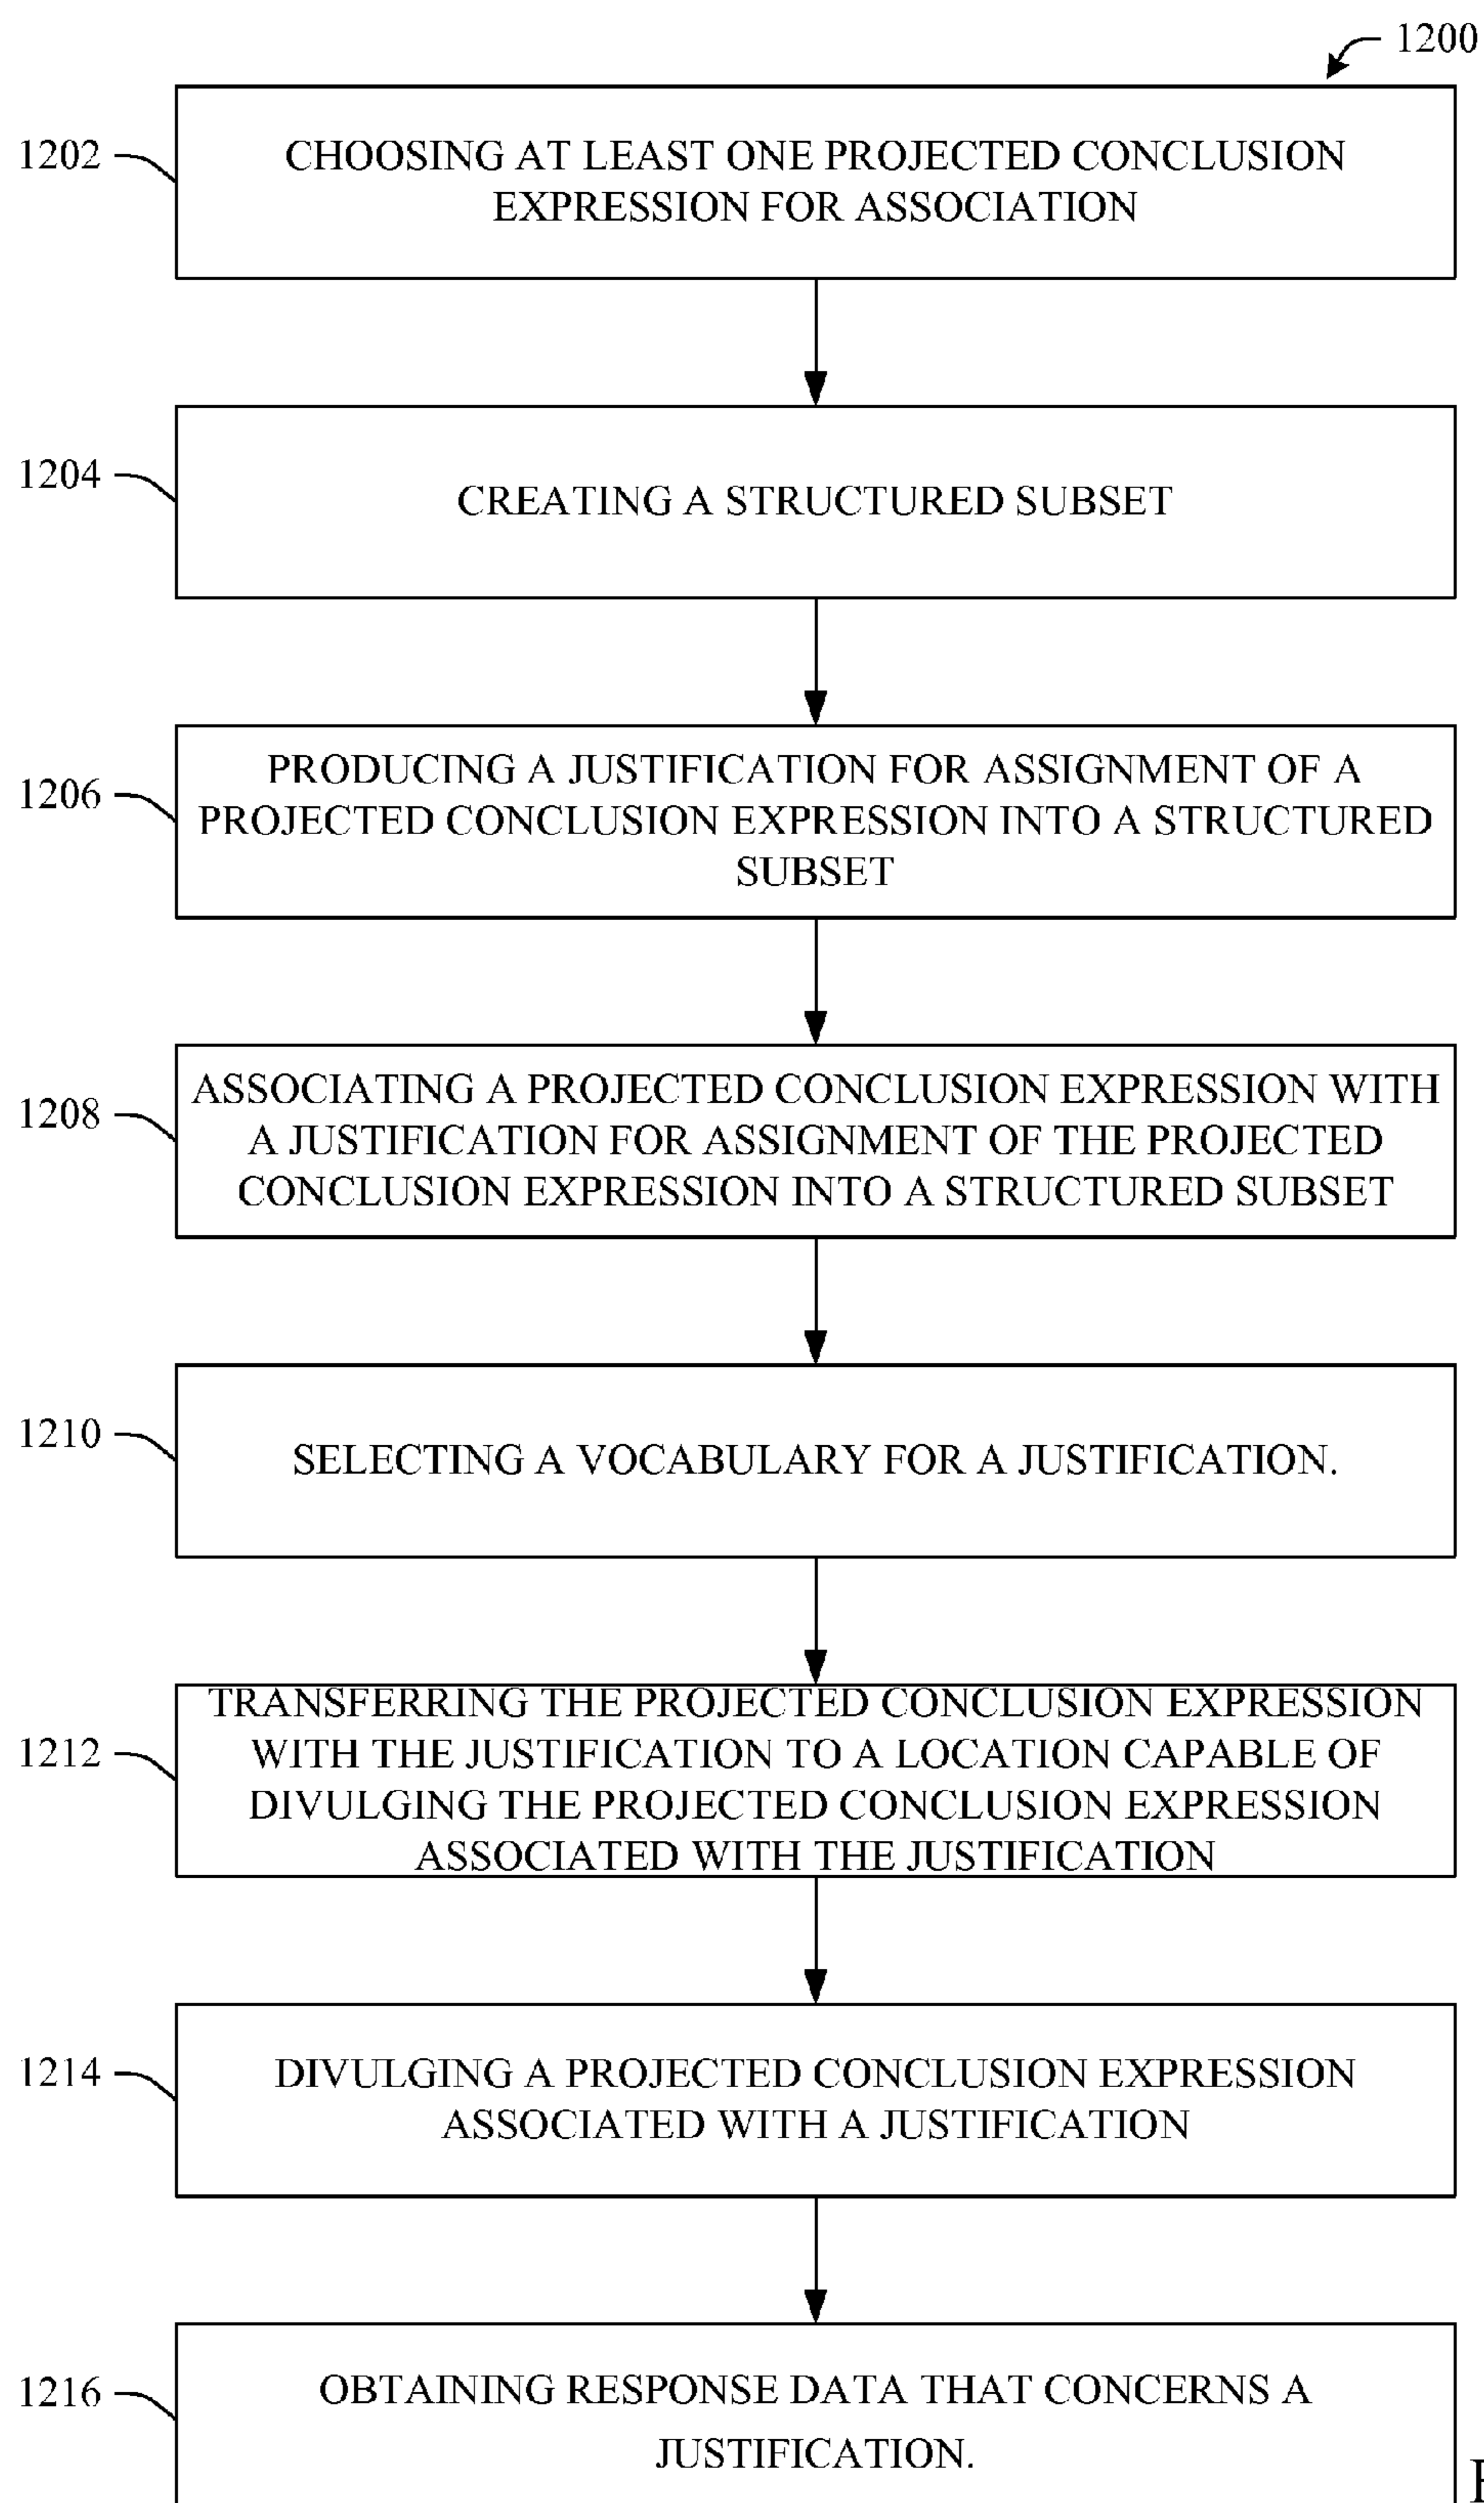 1200
1202
CHOOSING AT LEAST ONE PROJECTED CONCLUSION
EXPRESSION FOR ASSOCIATION
1204
CREATING A STRUCTURED SUBSET
1206
PRODUCING A JUSTIFICATION FOR ASSIGNMENT OF A
PROJECTED CONCLUSION EXPRESSION INTO A STRUCTURED
SUBSET
1208
ASSOCIATING A PROJECTED CONCLUSION EXPRESSION WITH
A JUSTIFICATION FOR ASSIGNMENT OF THE PROJECTED
CONCLUSION EXPRESSION INTO A STRUCTURED SUBSET
1210
SELECTING A VOCABULARY FOR A JUSTIFICATION.
1212
TRANSFERRING THE PROJECTED CONCLUSION EXPRESSION
WITH THE JUSTIFICATION TO A LOCATION CAPABLE OF
DIVULGING THE PROJECTED CONCLUSION EXPRESSION
ASSOCIATED WITH THE JUSTIFICATION
1214
DIVULGING A PROJECTED CONCLUSION EXPRESSION
ASSOCIATED WITH A JUSTIFICATION
1216
OBTAINING RESPONSE DATA THAT CONCERNS A
JUSTIFICATION.